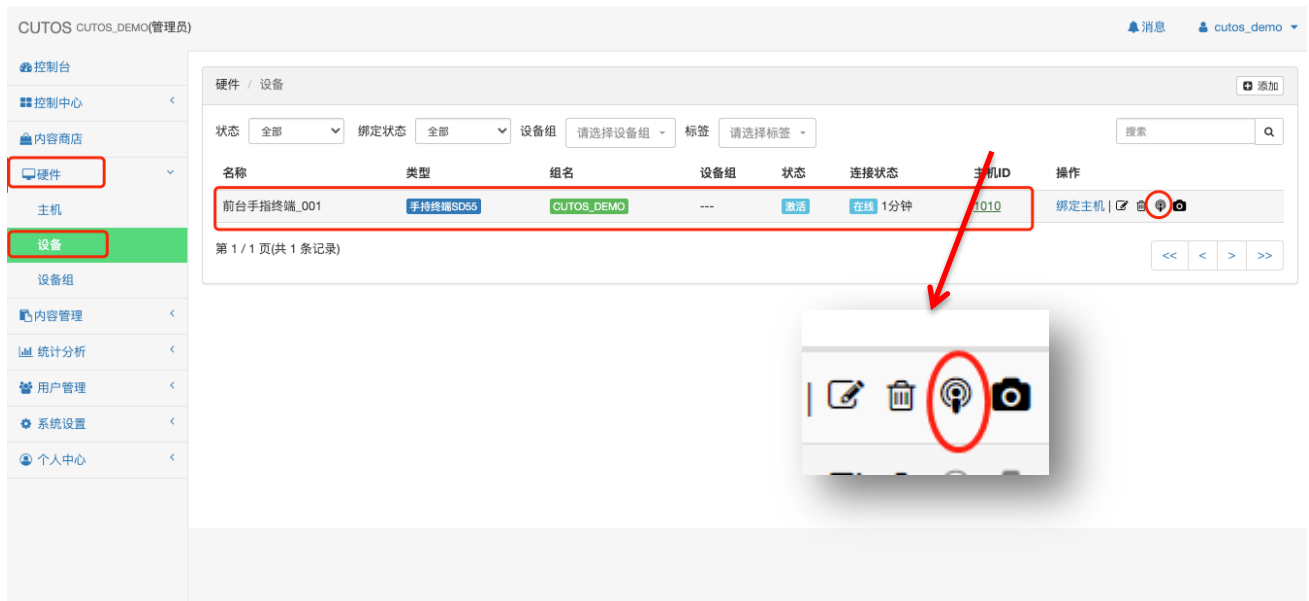 CUTOS CUTOS_DEMO(管理员) 消息 cutos_demo
控制台
控制中心
内容商店
硬件
主机
设备
设备组
内容管理
统计分析
用户管理
系统设置
个人中心
硬件 / 设备 添加
状态 全部 绑定状态 全部 设备组 请选择设备组 标签 请选择标签 搜索
名称 类型 组名 设备组 状态 连接状态 主机ID 操作
前台手指终端_001 手持终端SD55 CUTOS_DEMO --- 激活 在线 1分钟 1010 绑定主机 |
第 1 / 1 页(共 1 条记录) << < > >>